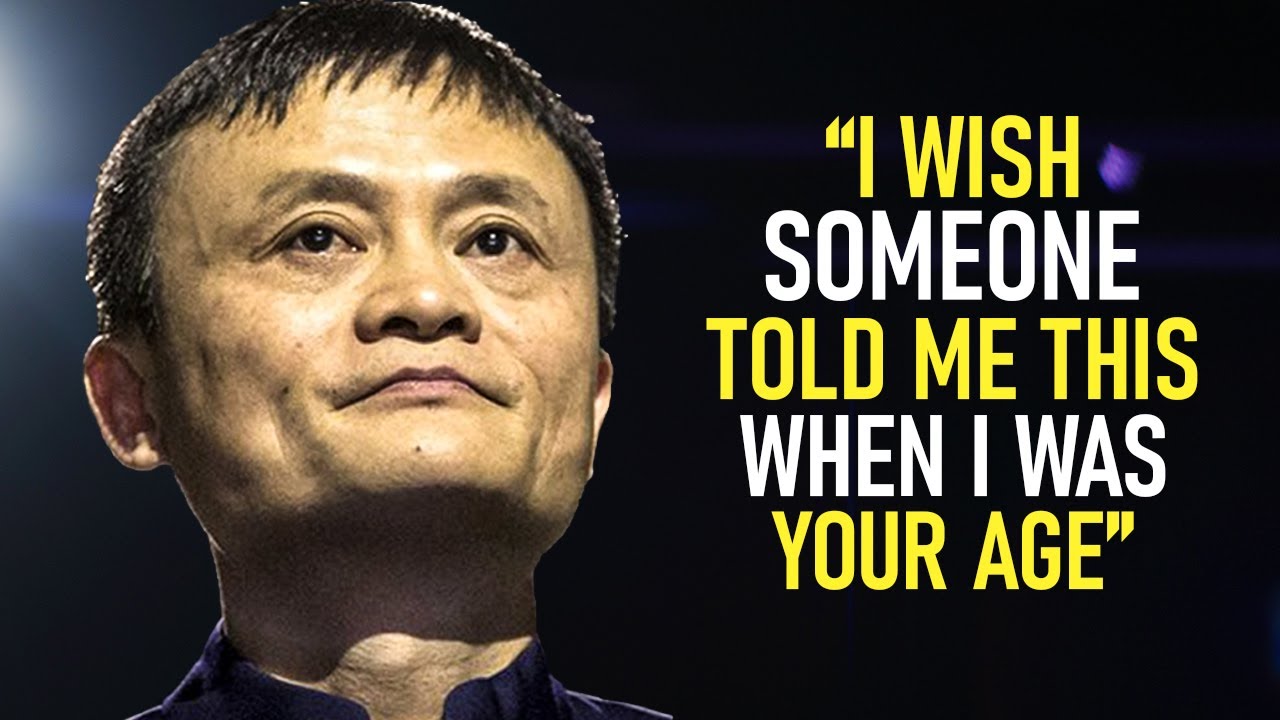 “I WISH
SOMEONE
TOLD ME THIS
WHEN I WAS
YOUR AGE”